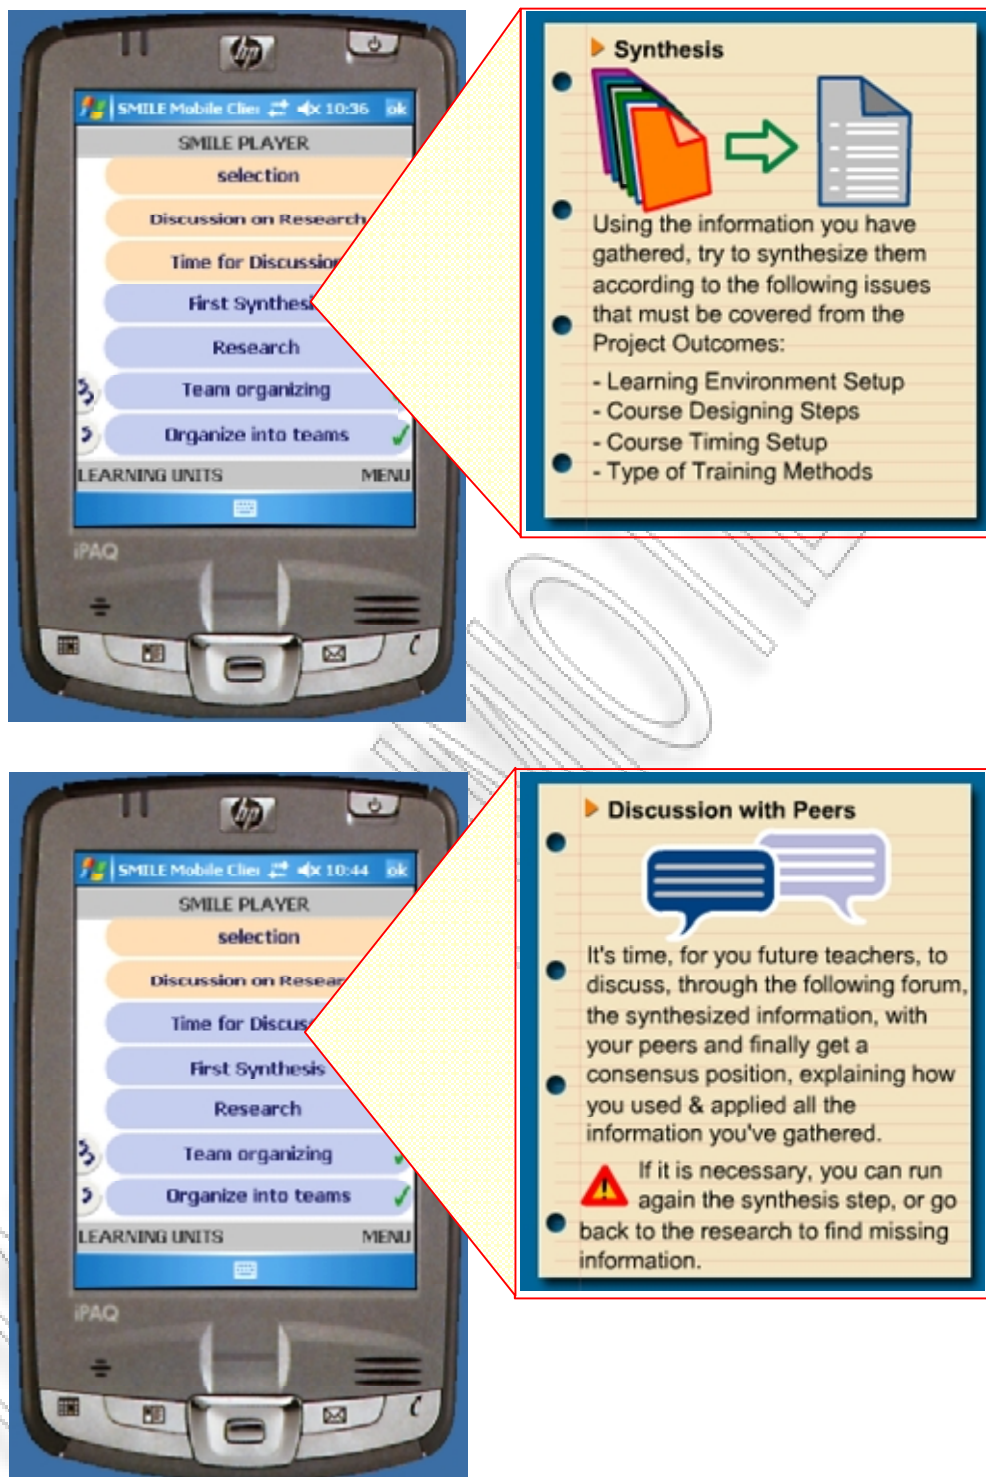 hp
SMILE Mobile Clie 10:36 ok
SMILE PLAYER
selection
Discussion on Research
Time for Discussion
First Synthesi
Research
Team organizing
Organize into teams
LEARNING UNITS MENU
iPAQ
Synthesis
Using the information you have
gathered, try to synthesize them
according to the following issues
that must be covered from the
Project Outcomes:
- Learning Environment Setup
- Course Designing Steps
- Course Timing Setup
- Type of Training Methods
hp
SMILE Mobile Clie 10:44 ok
SMILE PLAYER
selection
Discussion on Resear
Time for Discus
First Synthesis
Research
Team organizing
Organize into teams
LEARNING UNITS MENU
iPAQ
Discussion with Peers
It's time, for you future teachers, to
discuss, through the following forum,
the synthesized information, with
your peers and finally get a
consensus position, explaining how
you used & applied all the
information you've gathered.
If it is necessary, you can run
again the synthesis step, or go
back to the research to find missing
information.